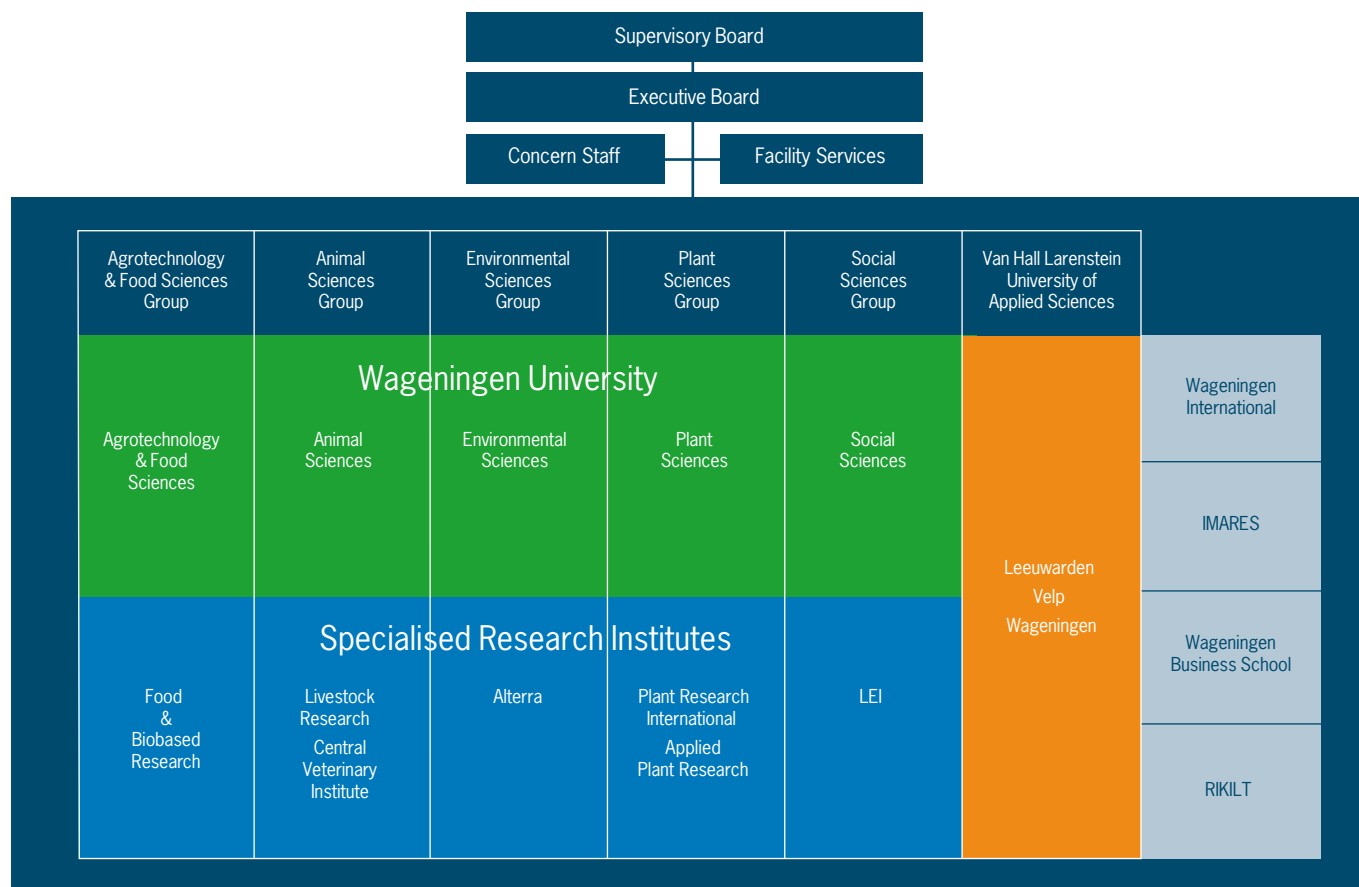 Supervisory Board
Executive Board
Concern Staff
Facility Services
Agrotechnology
& Food Sciences
Group
Animal
Sciences
Group
Environmental
Sciences
Group
Plant
Sciences
Group
Social
Sciences
Group
Van Hall Larenstein
University of
Applied Sciences
Wageningen University
Agrotechnology
& Food
Sciences
Animal
Sciences
Environmental
Sciences
Plant
Sciences
Social
Sciences
Specialised Research Institutes
Food
&
Biobased
Research
Livestock
Research
Central
Veterinary
Institute
Alterra
Plant Research
International
Applied
Plant Research
LEI
Leeuwarden
Velp
Wageningen
Wageningen
International
IMARES
Wageningen
Business School
RIKILT